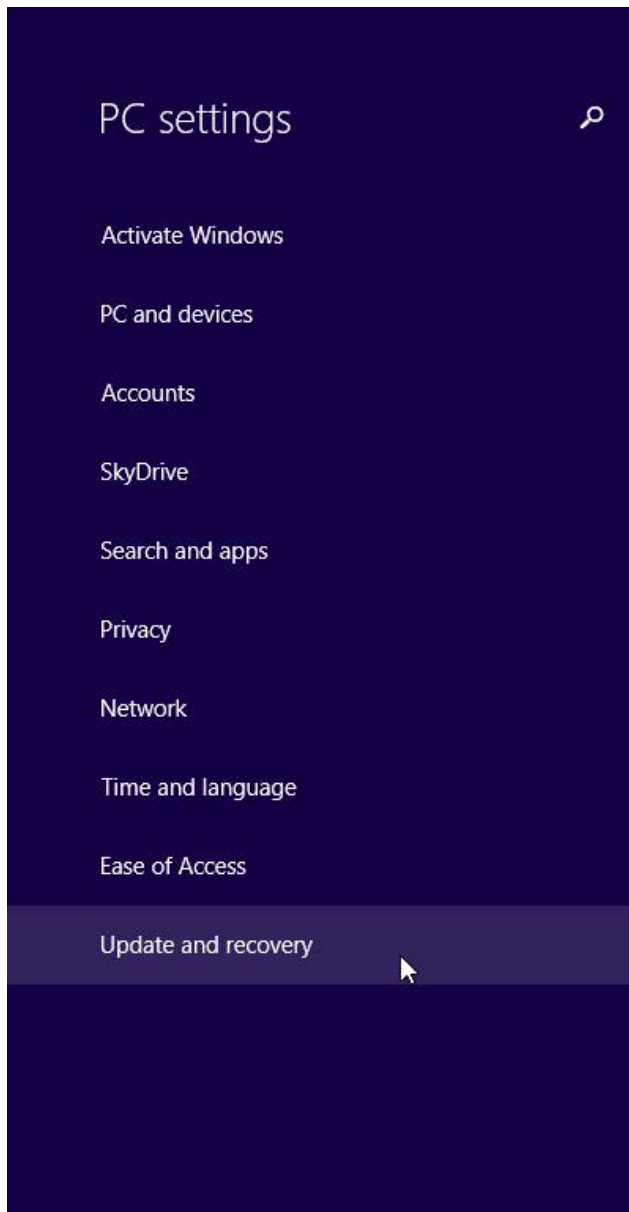 PC settings
Activate Windows
PC and devices
Accounts
SkyDrive
Search and apps
Privacy
Network
Time and language
Ease of Access
Update and recovery